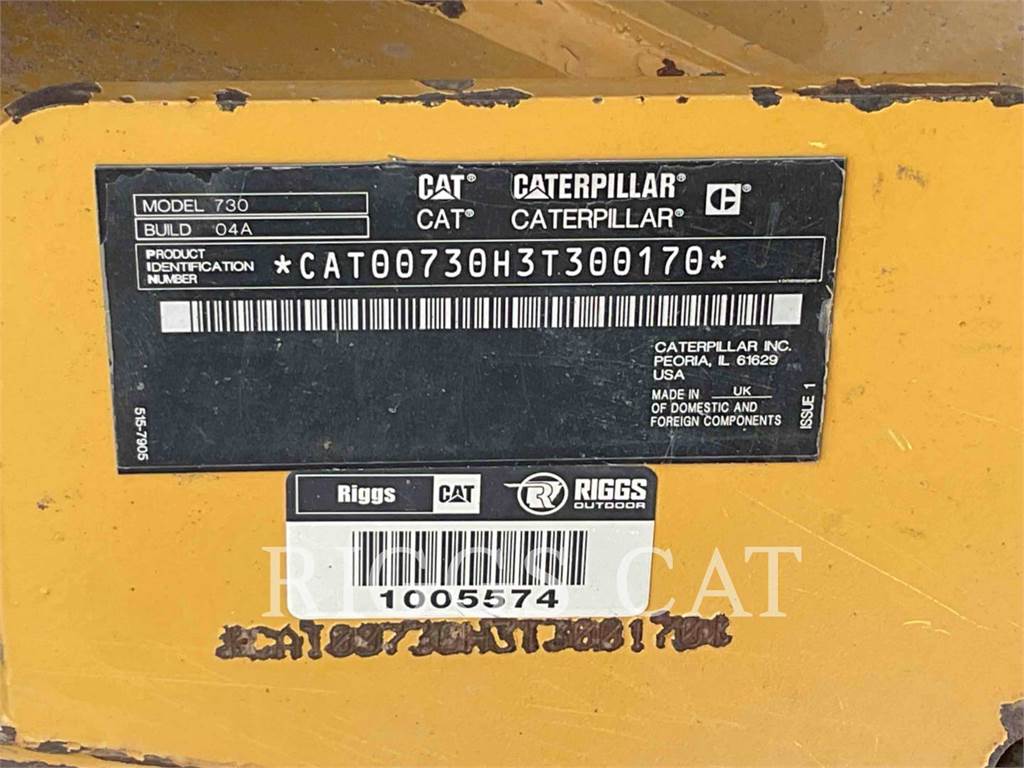 MODEL 730
BUILD 04A
CAT® CATERPILLAR® C®
CAT® CATERPILLAR®
PRODUCT
IDENTIFICATION
NUMBER
*CAT00730H3T300170*
CATERPILLAR INC.
PEORIA, IL 61629
USA
MADE IN UK
OF DOMESTIC AND
FOREIGN COMPONENTS
ISSUE 1
515-7905
Riggs CAT R RIGGS
OUTDOOR
1005574
RIGGS CAT
*CAT00730H3T300170*